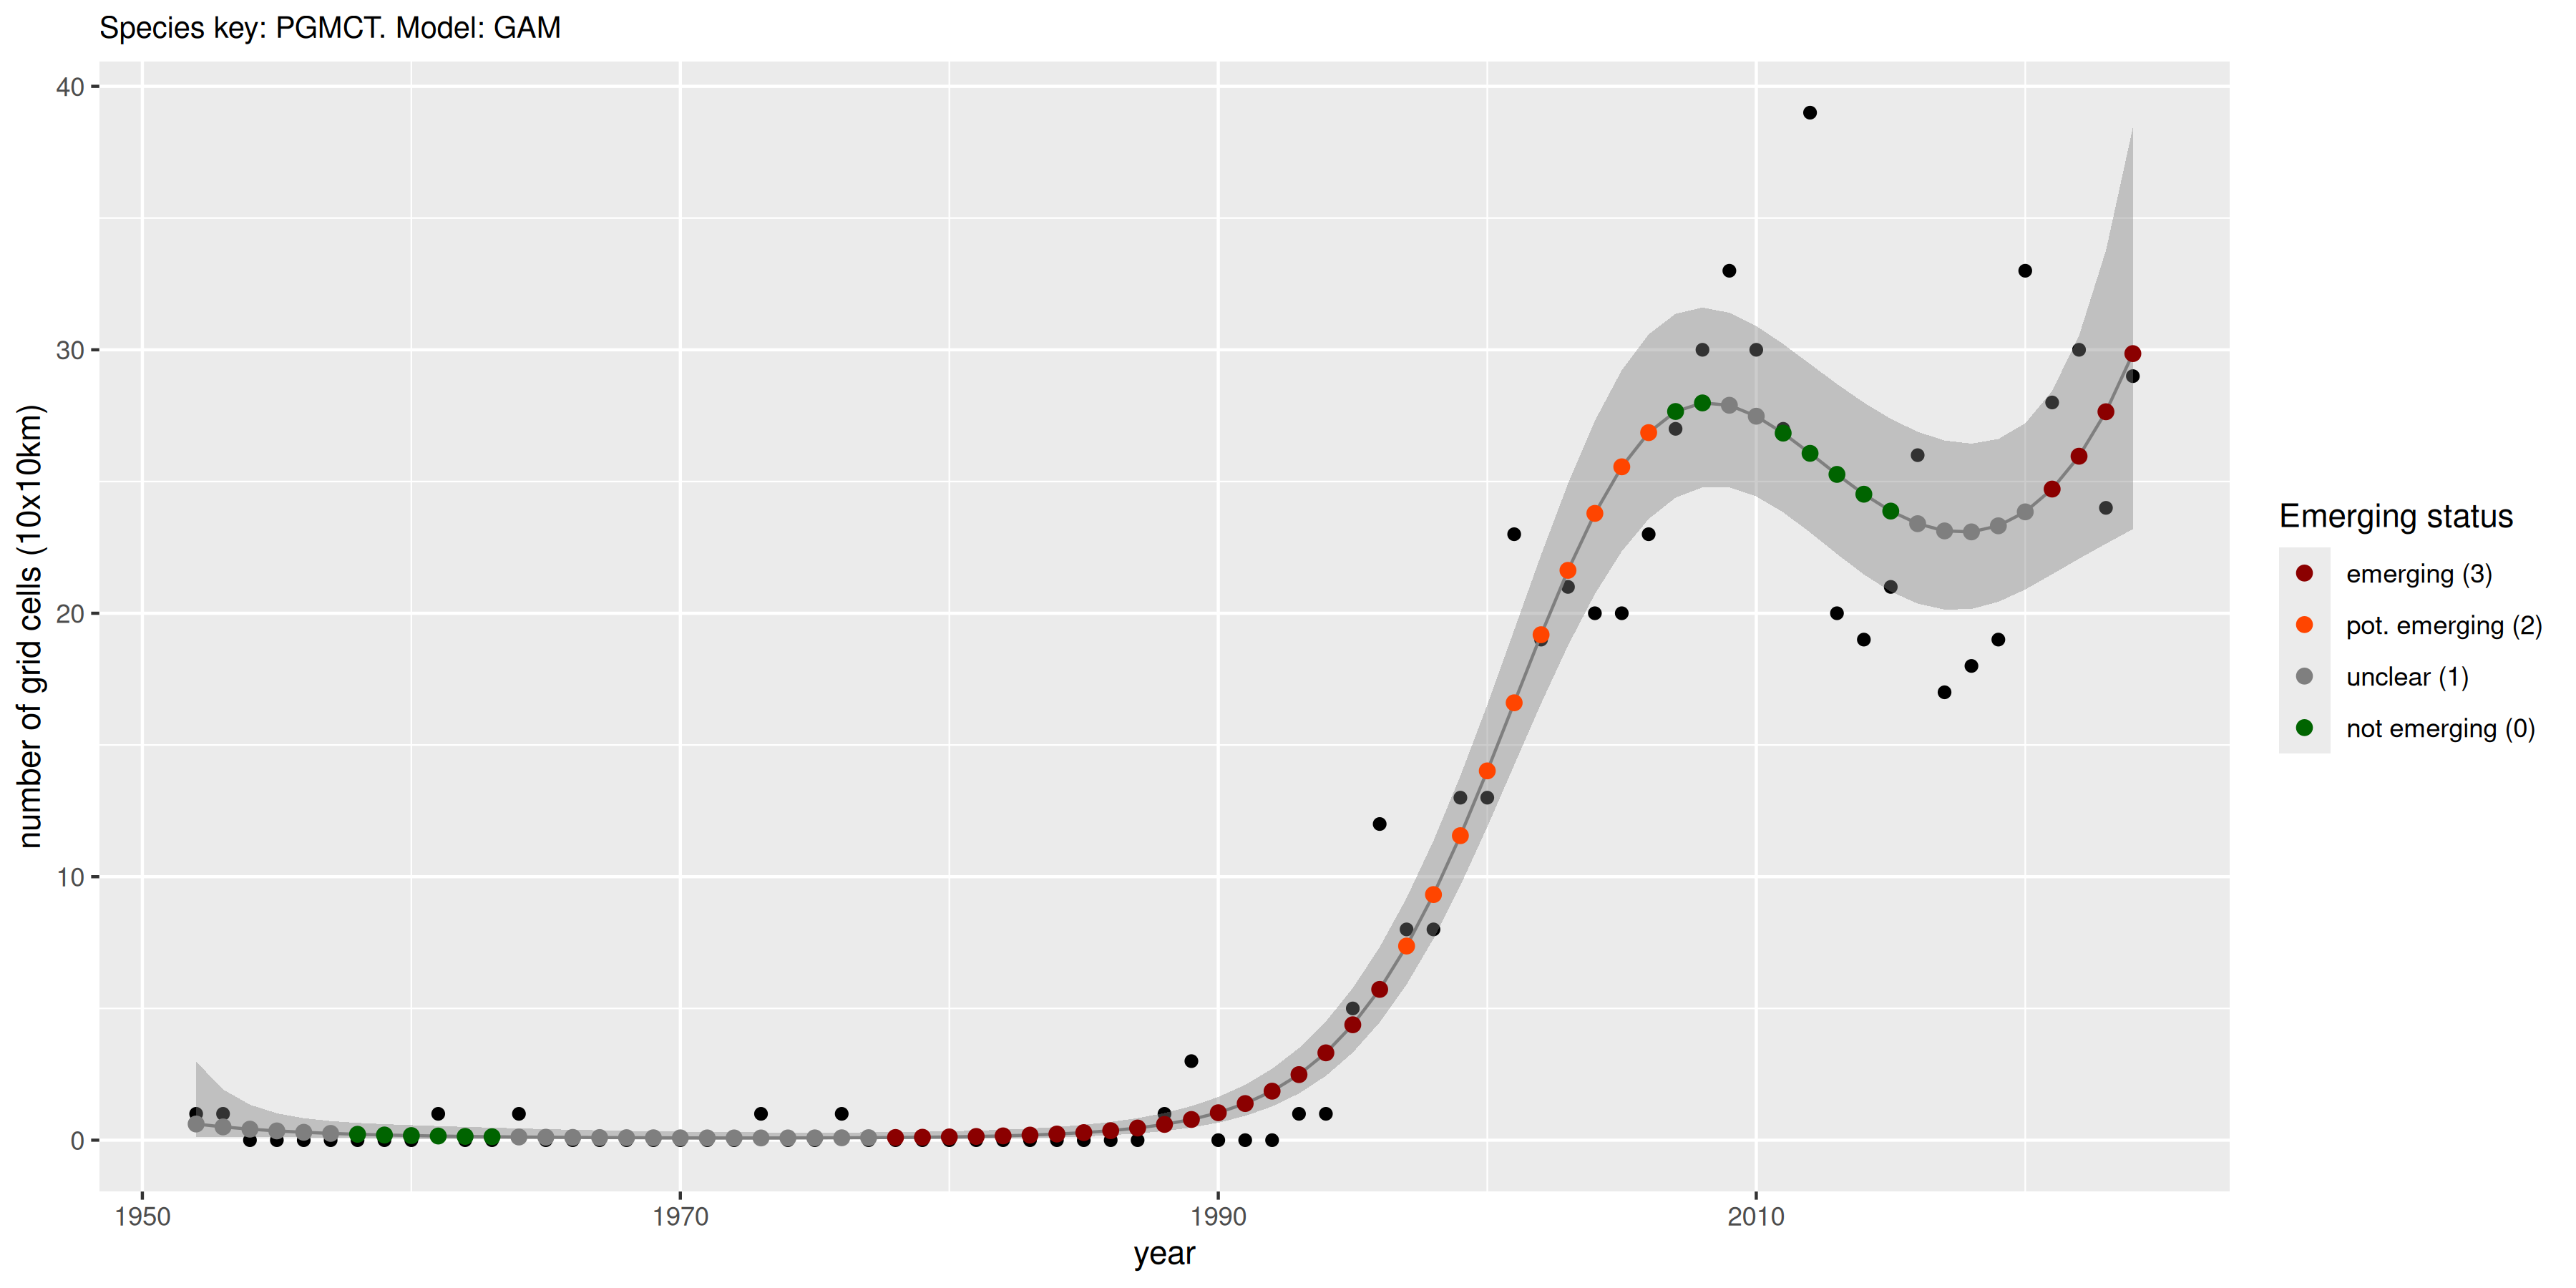 Species key: PGMCT. Model: GAM
number of grid cells (10x10km)
40
30
20
10
0
1950
1970
1990
2010
year
Emerging status
emerging (3)
pot. emerging (2)
unclear (1)
not emerging (0)